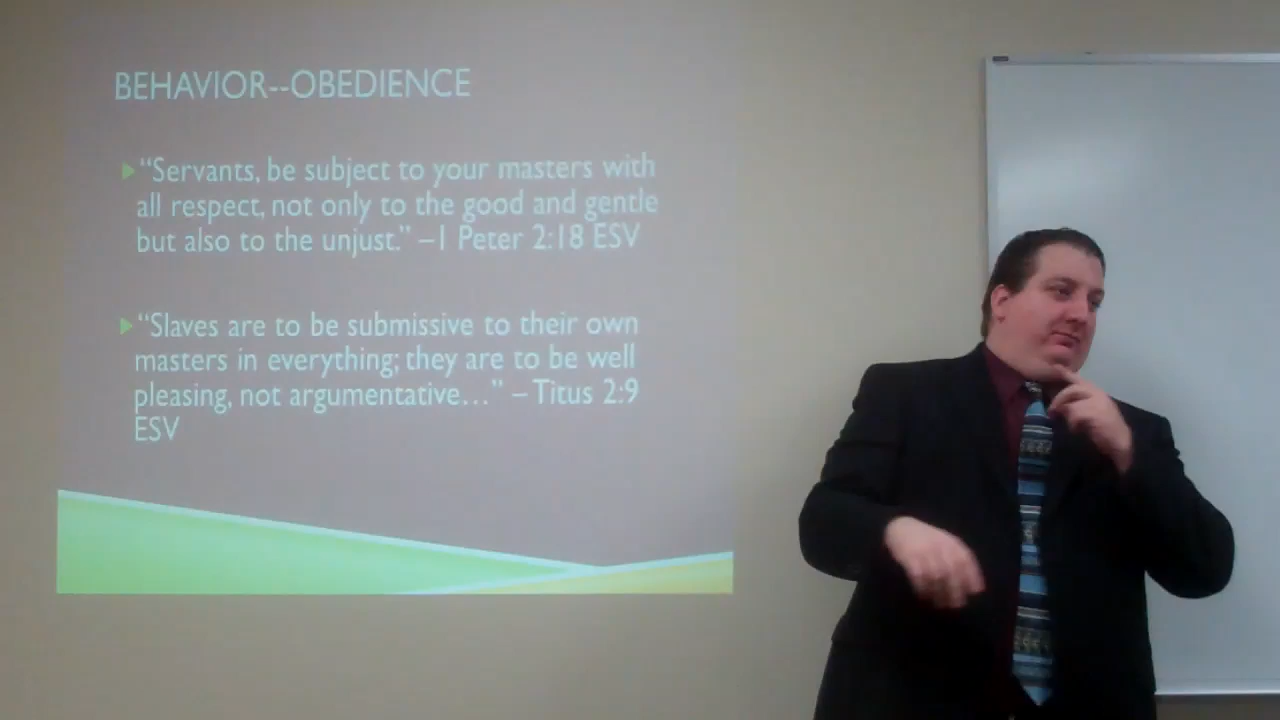 BEHAVIOR--OBEDIENCE
“Servants, be subject to your masters with
all respect, not only to the good and gentle
but also to the unjust.” –1 Peter 2:18 ESV
“Slaves are to be submissive to their own
masters in everything; they are to be well
pleasing, not argumentative…” – Titus 2:9
ESV